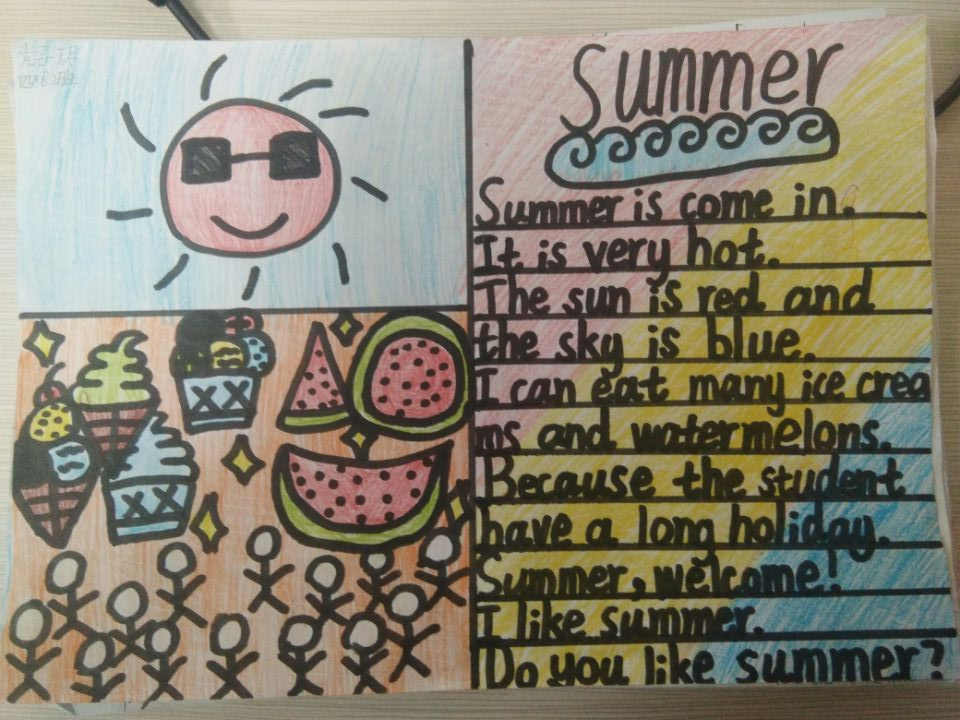 Summer
Summer is come in.
It is very hot.
The sun is red and
the sky is blue.
I can eat many ice crea
ms and watermelons.
Because the student
have a long holiday.
Summer, welcome!
I like summer.
Do you like summer?